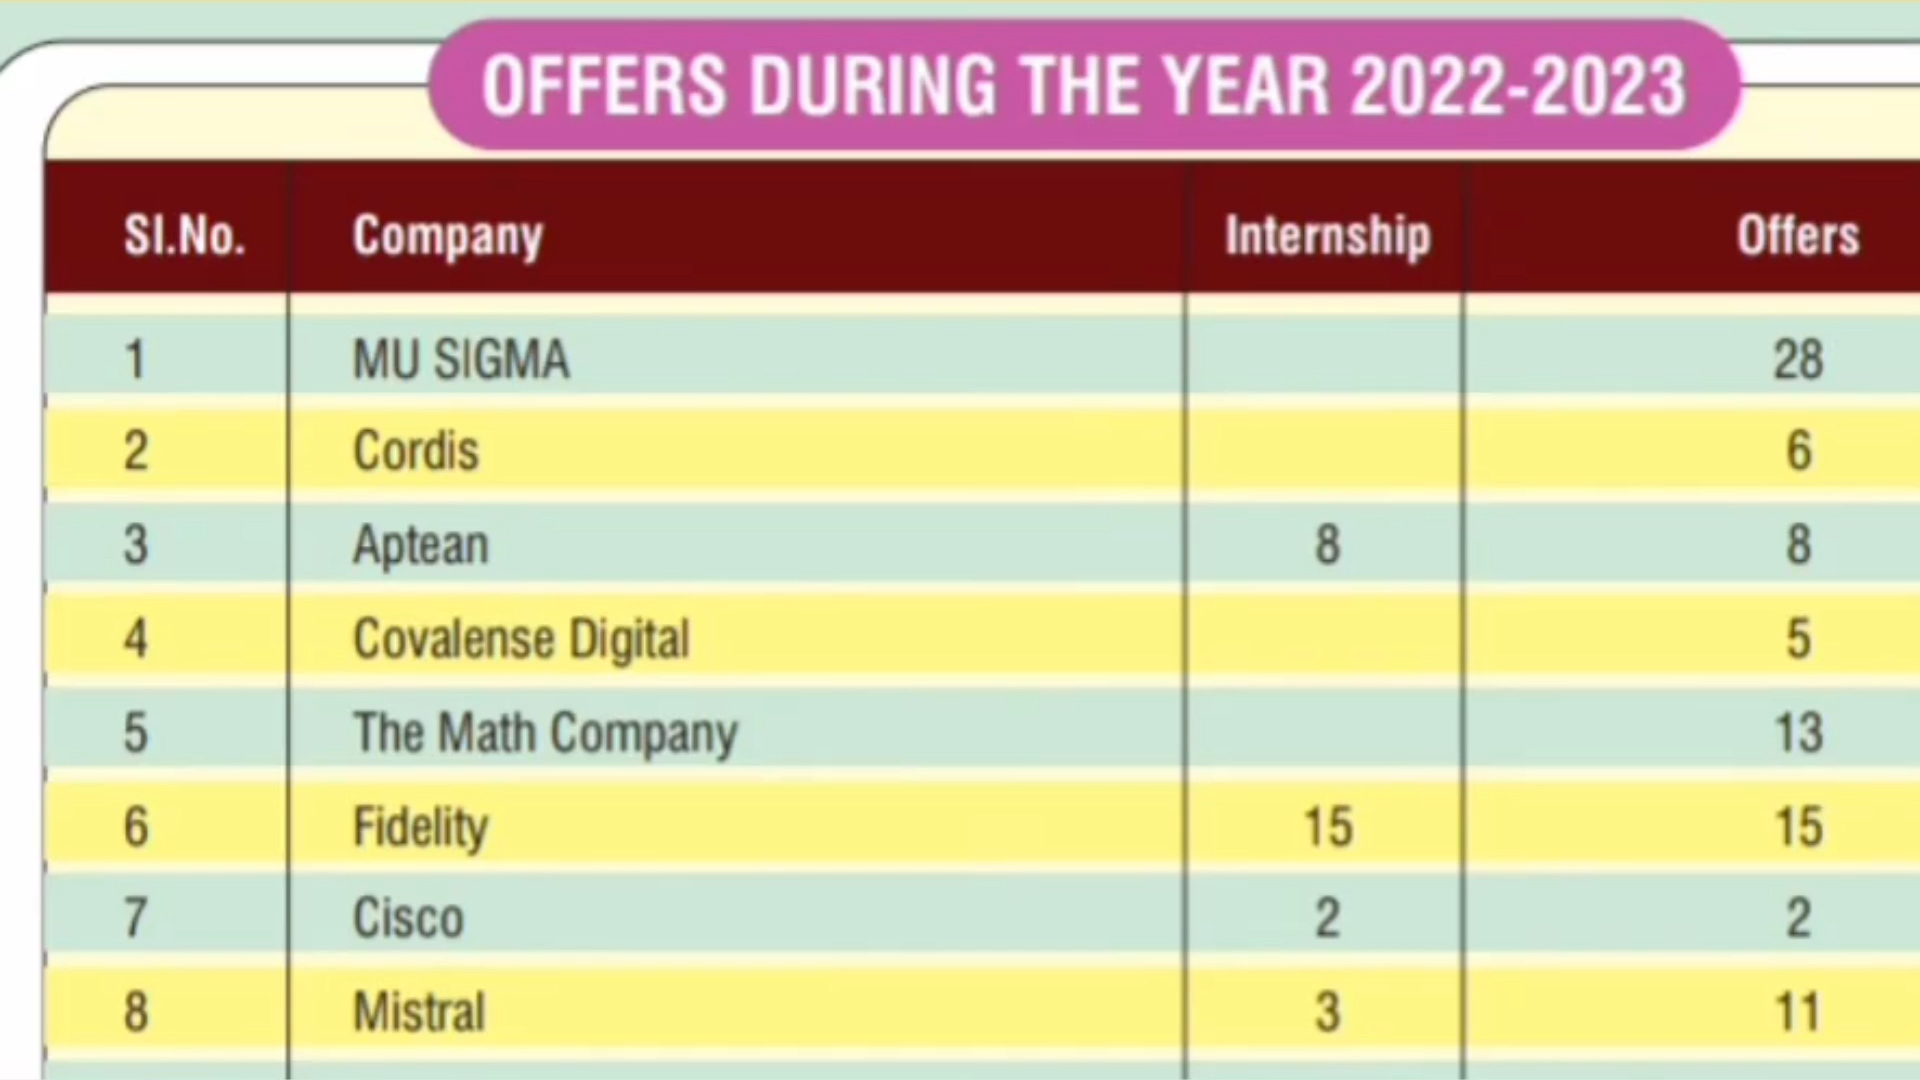 OFFERS DURING THE YEAR 2022-2023
SI.No. Company Internship Offers
1 MU SIGMA 28
2 Cordis 6
3 Aptean 8 8
4 Covalense Digital 5
5 The Math Company 13
6 Fidelity 15 15
7 Cisco 2 2
8 Mistral 3 11